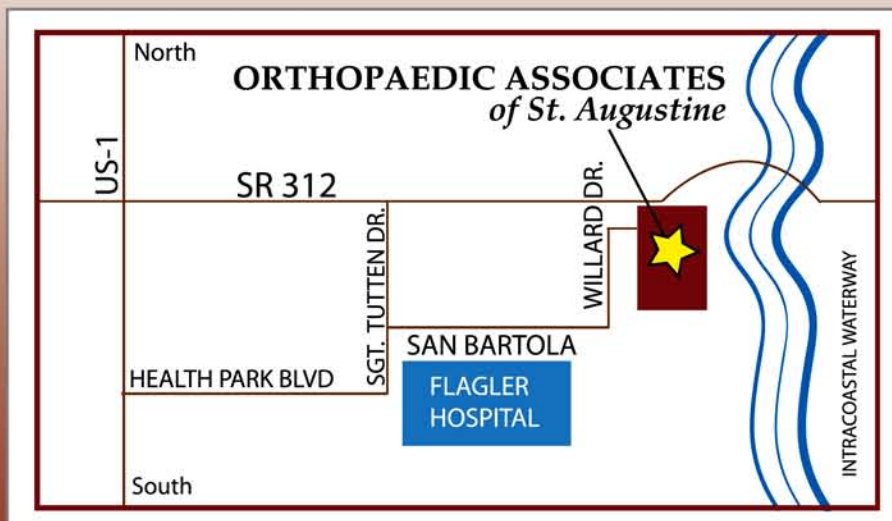 North
ORTHOPAEDIC ASSOCIATES
of St. Augustine
US-1
SR 312
SGT. TUTTEN DR.
WILLARD DR.
SAN BARTOLA
HEALTH PARK BLVD
FLAGLER
HOSPITAL
INTRACOASTAL WATERWAY
South